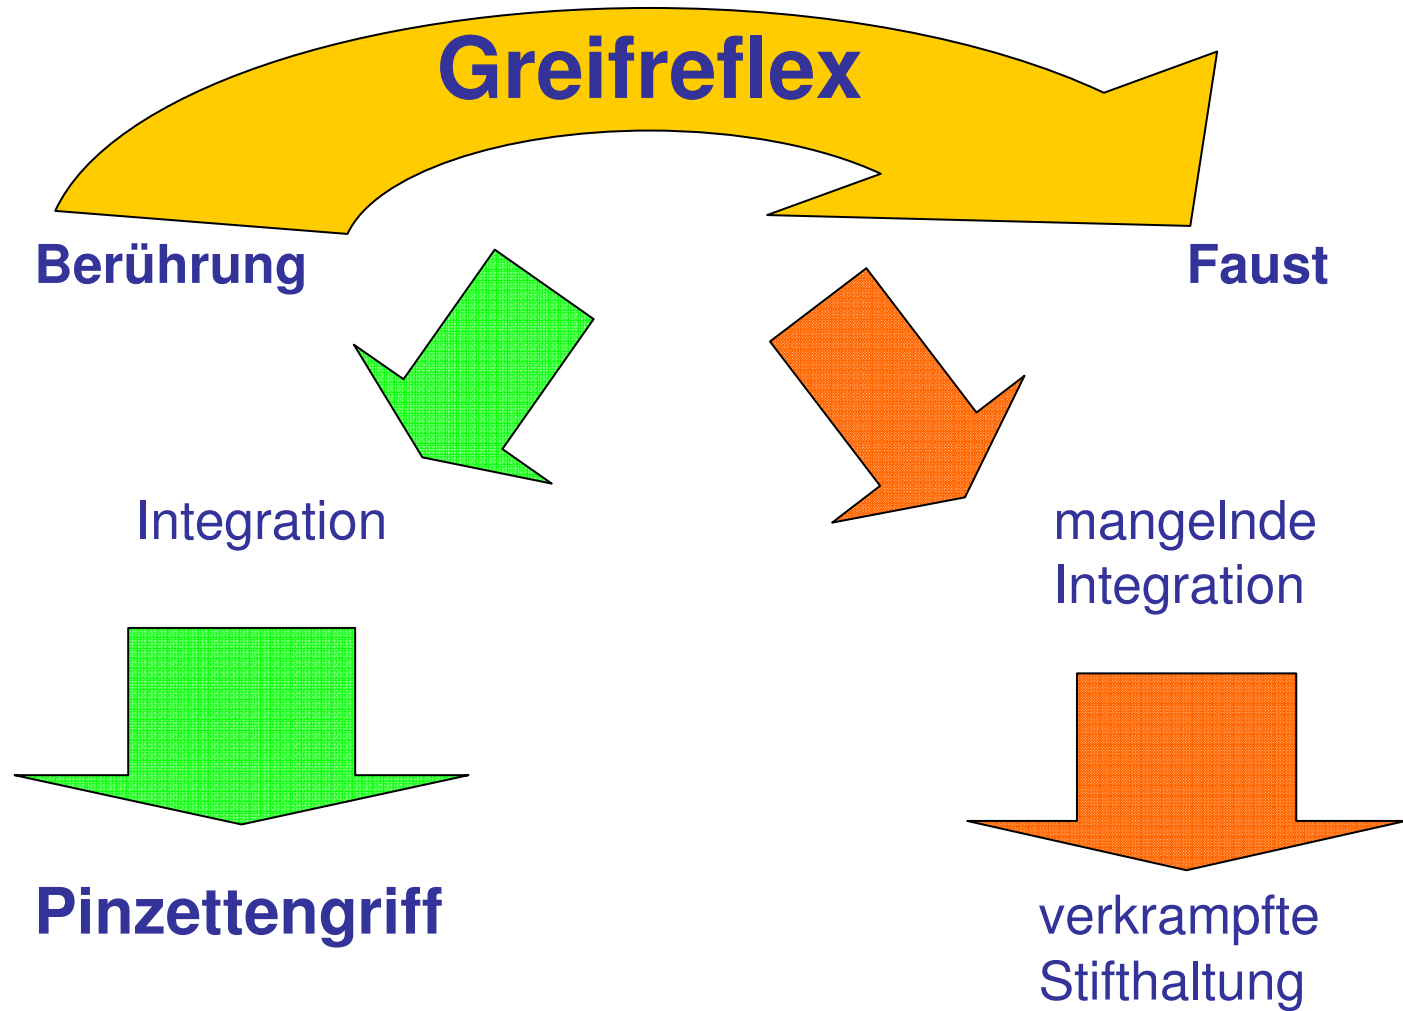 Greifreflex
Berührung
Faust
Integration
mangelnde
Integration
Pinzettengriff
verkrampfte
Stifthaltung